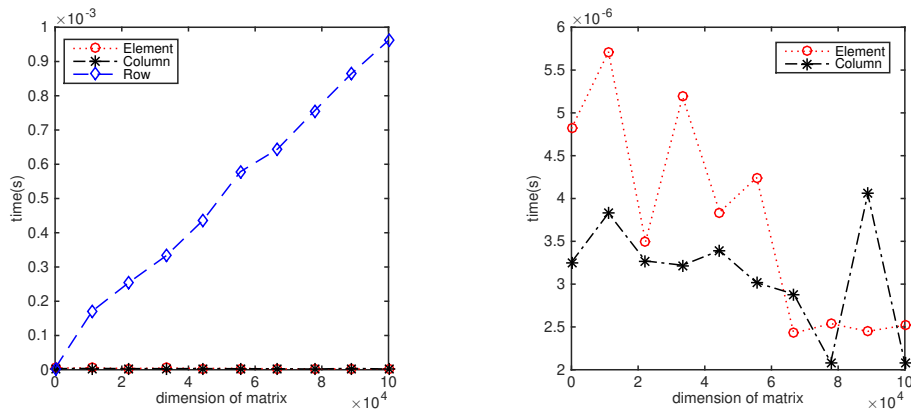 ×10⁻³
1
0.9
0.8
0.7
0.6
0.5
0.4
0.3
0.2
0.1
0
time(s)
Element
Column
Row
0 2 4 6 8 10
dimension of matrix
×10⁴
×10⁻⁶
6
5.5
5
4.5
4
3.5
3
2.5
2
time(s)
Element
Column
0 2 4 6 8 10
dimension of matrix
×10⁴